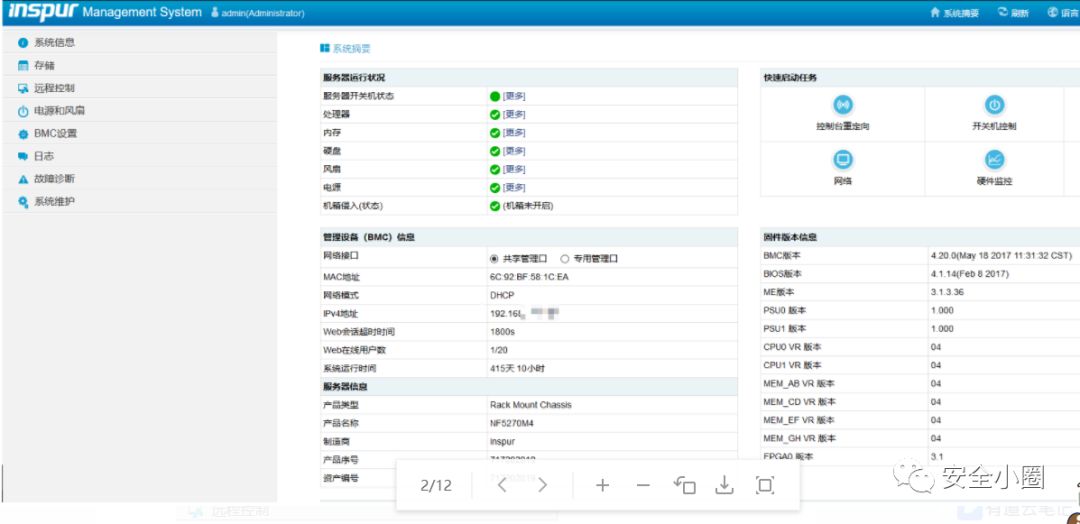 inspur Management System admin(Administrator) 系统摘要 刷新 语言
系统信息
存储
远程控制
电源和风扇
BMC设置
日志
故障诊断
系统维护
系统摘要
服务器运行状况
服务器开关机状态 [更多]
处理器 [更多]
内存 [更多]
硬盘 [更多]
风扇 [更多]
电源 [更多]
机箱侵入(状态) (机箱未开启)
快速启动任务
控制台重定向 开关机控制
网络 硬件监控
管理设备（BMC）信息
网络接口 共享管理口 专用管理口
MAC地址 6C:92:BF:58:1C:EA
网络模式 DHCP
IPv4地址 192.168.
Web会话超时时间 1800s
Web在线用户数 1/20
系统运行时间 415天 10小时
服务器信息
产品类型 Rack Mount Chassis
产品名称 NF5270M4
制造商 inspur
产品序号
资产编号
固件版本信息
BMC版本 4.20.0(May 18 2017 11:31:32 CST)
BIOS版本 4.1.14(Feb 8 2017)
ME版本 3.1.3.36
PSU0 版本 1.000
PSU1 版本 1.000
CPU0 VR 版本 04
CPU1 VR 版本 04
MEM_AB VR 版本 04
MEM_CD VR 版本 04
MEM_EF VR 版本 04
MEM_GH VR 版本 04
FPGA0 版本 3.1
2/12
安全小圈
远程控制
有道云笔记